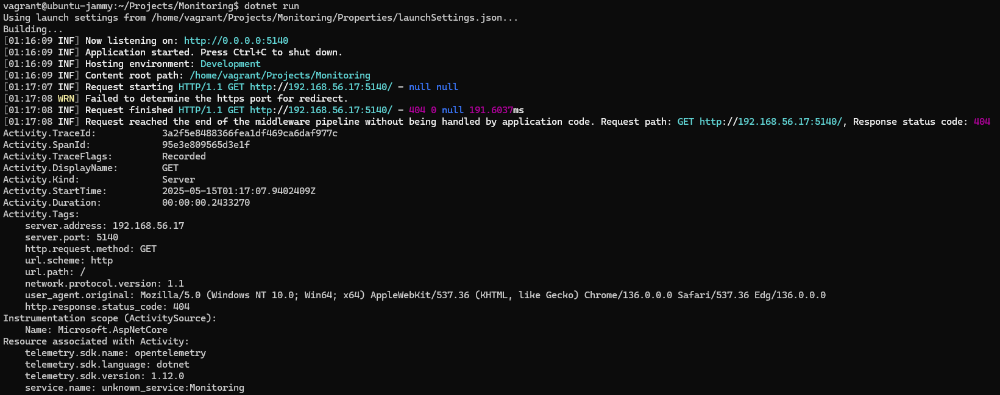 vagrant@ubuntu-jammy:~/Projects/Monitoring$ dotnet run
Using launch settings from /home/vagrant/Projects/Monitoring/Properties/launchSettings.json...
Building...
[01:16:09 INF] Now listening on: http://0.0.0.0:5140
[01:16:09 INF] Application started. Press Ctrl+C to shut down.
[01:16:09 INF] Hosting environment: Development
[01:16:09 INF] Content root path: /home/vagrant/Projects/Monitoring
[01:17:07 INF] Request starting HTTP/1.1 GET http://192.168.56.17:5140/ - null null
[01:17:08 WRN] Failed to determine the https port for redirect.
[01:17:08 INF] Request finished HTTP/1.1 GET http://192.168.56.17:5140/ - 404 0 null 191.6037ms
[01:17:08 INF] Request reached the end of the middleware pipeline without being handled by application code. Request path: GET http://192.168.56.17:5140/, Response status code: 404
Activity.TraceId:            3a2f5e8488366fea1df469ca6daf977c
Activity.SpanId:             95e3e809565d3e1f
Activity.TraceFlags:         Recorded
Activity.DisplayName:        GET
Activity.Kind:               Server
Activity.StartTime:          2025-05-15T01:17:07.9402409Z
Activity.Duration:           00:00:00.2433270
Activity.Tags:
    server.address: 192.168.56.17
    server.port: 5140
    http.request.method: GET
    url.scheme: http
    url.path: /
    network.protocol.version: 1.1
    user_agent.original: Mozilla/5.0 (Windows NT 10.0; Win64; x64) AppleWebKit/537.36 (KHTML, like Gecko) Chrome/136.0.0.0 Safari/537.36 Edg/136.0.0.0
    http.response.status_code: 404
Instrumentation scope (ActivitySource):
    Name: Microsoft.AspNetCore
Resource associated with Activity:
    telemetry.sdk.name: opentelemetry
    telemetry.sdk.language: dotnet
    telemetry.sdk.version: 1.12.0
    service.name: unknown_service:Monitoring